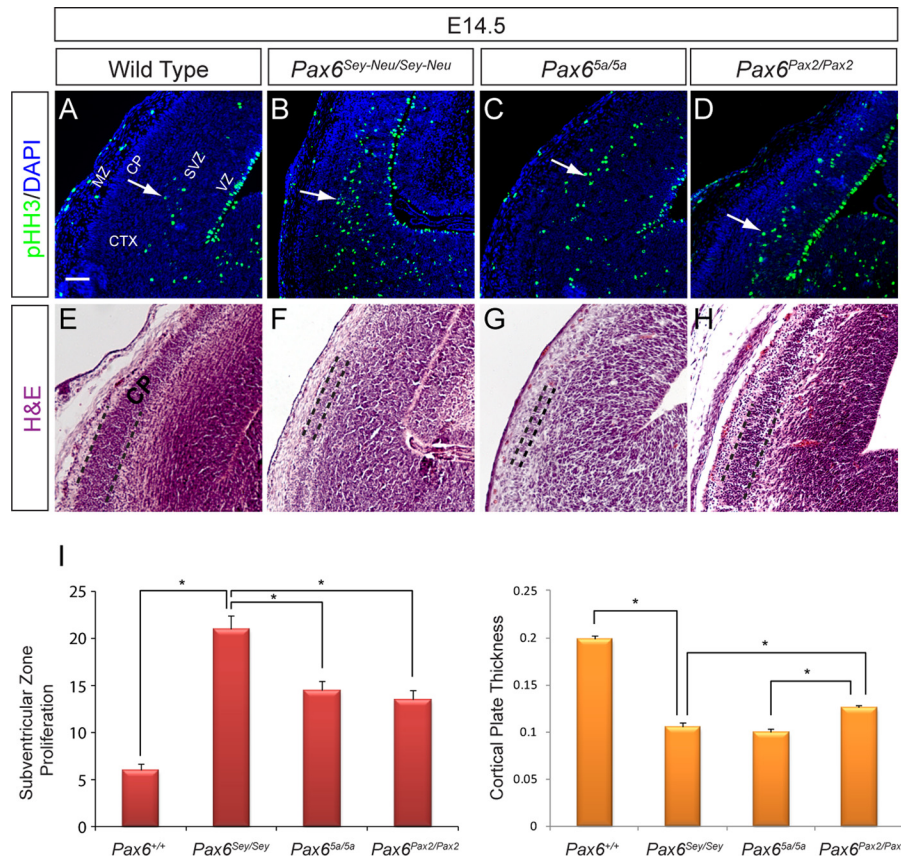 E14.5
Wild Type
Pax6Sey-Neu/Sey-Neu
Pax65a/5a
Pax6Pax2/Pax2
pHH3/DAPI
A
B
C
D
MZ
CP
SVZ
VZ
CTX
H&E
E
F
G
H
CP
I
Subventricular Zone
Proliferation
25
20
15
10
5
0
*
*
*
Pax6+/+
Pax6Sey/Sey
Pax65a/5a
Pax6Pax2/Pax2
Cortical Plate Thickness
0.25
0.2
0.15
0.1
0.05
0
*
*
*
Pax6+/+
Pax6Sey/Sey
Pax65a/5a
Pax6Pax2/Pax2